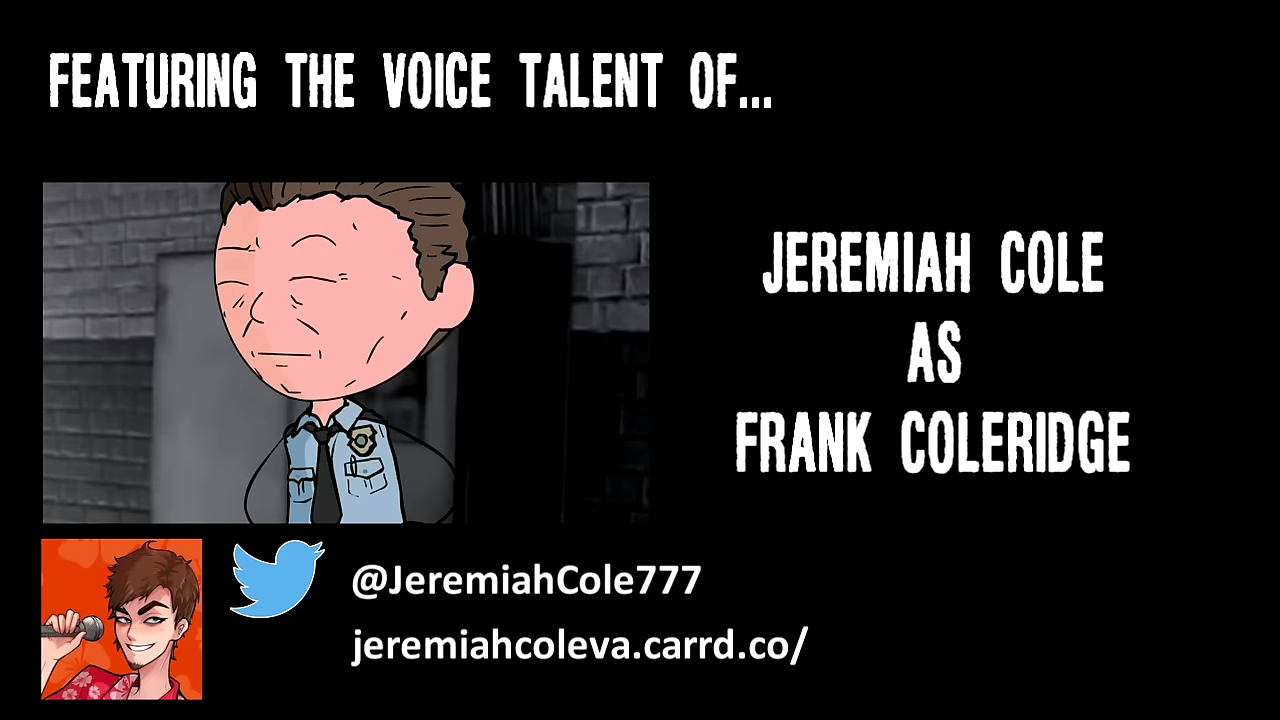 FEATURING THE VOICE TALENT OF...
JEREMIAH COLE
AS
FRANK COLERIDGE
@JeremiahCole777
jeremiahcoleva.carrd.co/